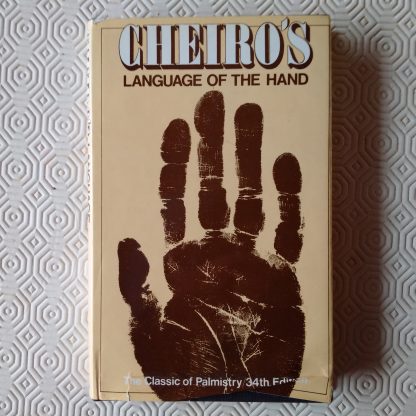 CHEIRO'S
LANGUAGE OF THE HAND
The Classic of Palmistry 34th Edition